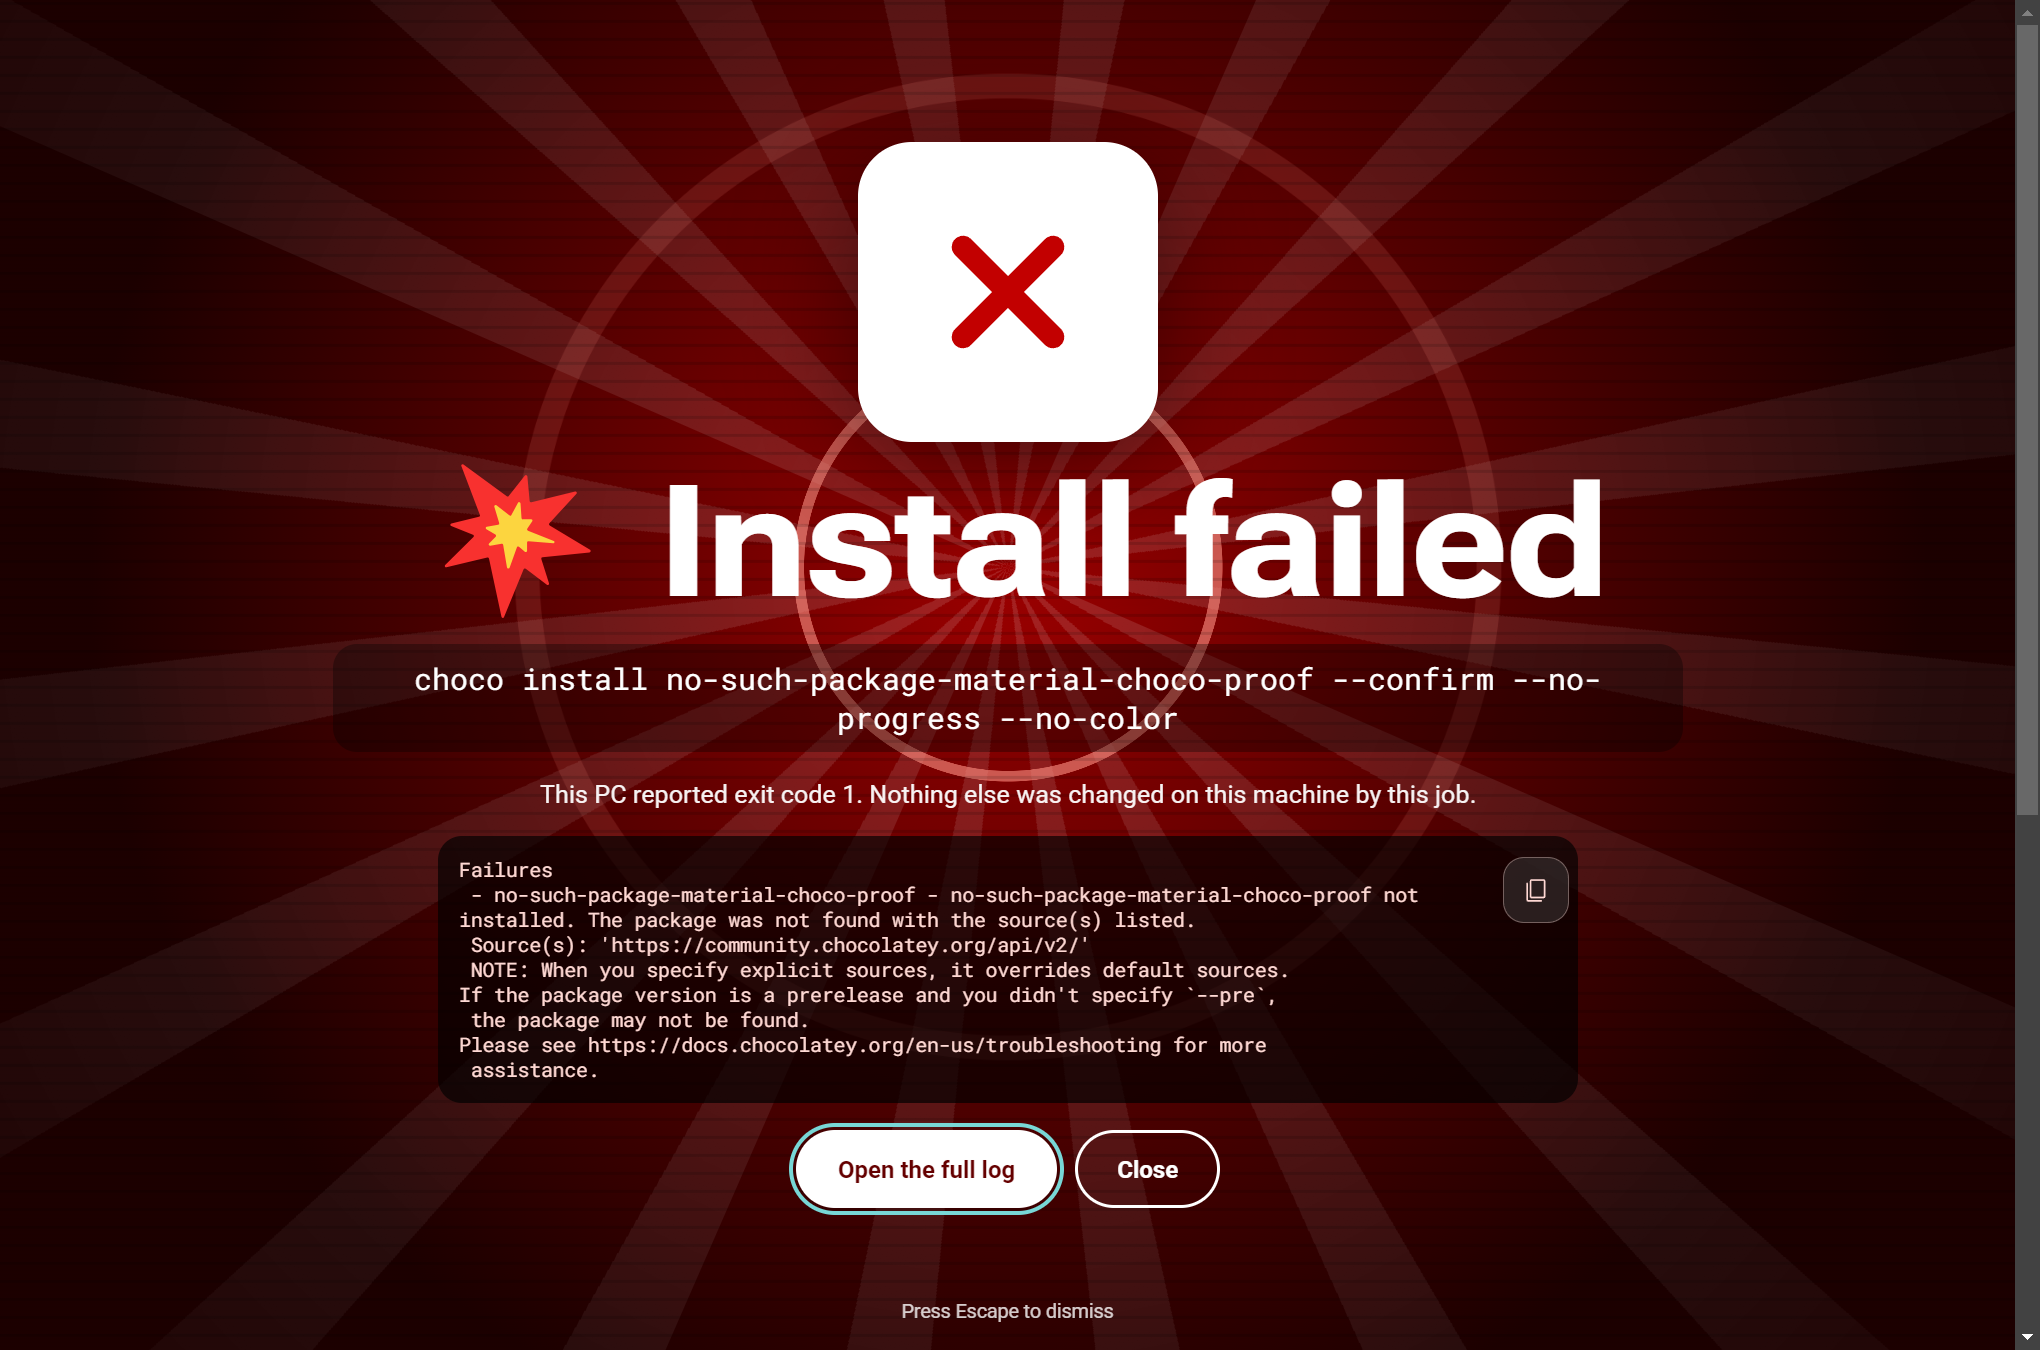 Install failed
choco install no-such-package-material-choco-proof --confirm --no-
progress --no-color
This PC reported exit code 1. Nothing else was changed on this machine by this job.
Failures
 - no-such-package-material-choco-proof - no-such-package-material-choco-proof not
installed. The package was not found with the source(s) listed.
 Source(s): 'https://community.chocolatey.org/api/v2/'
 NOTE: When you specify explicit sources, it overrides default sources.
If the package version is a prerelease and you didn't specify `--pre`,
 the package may not be found.
Please see https://docs.chocolatey.org/en-us/troubleshooting for more
 assistance.
Open the full log
Close
Press Escape to dismiss